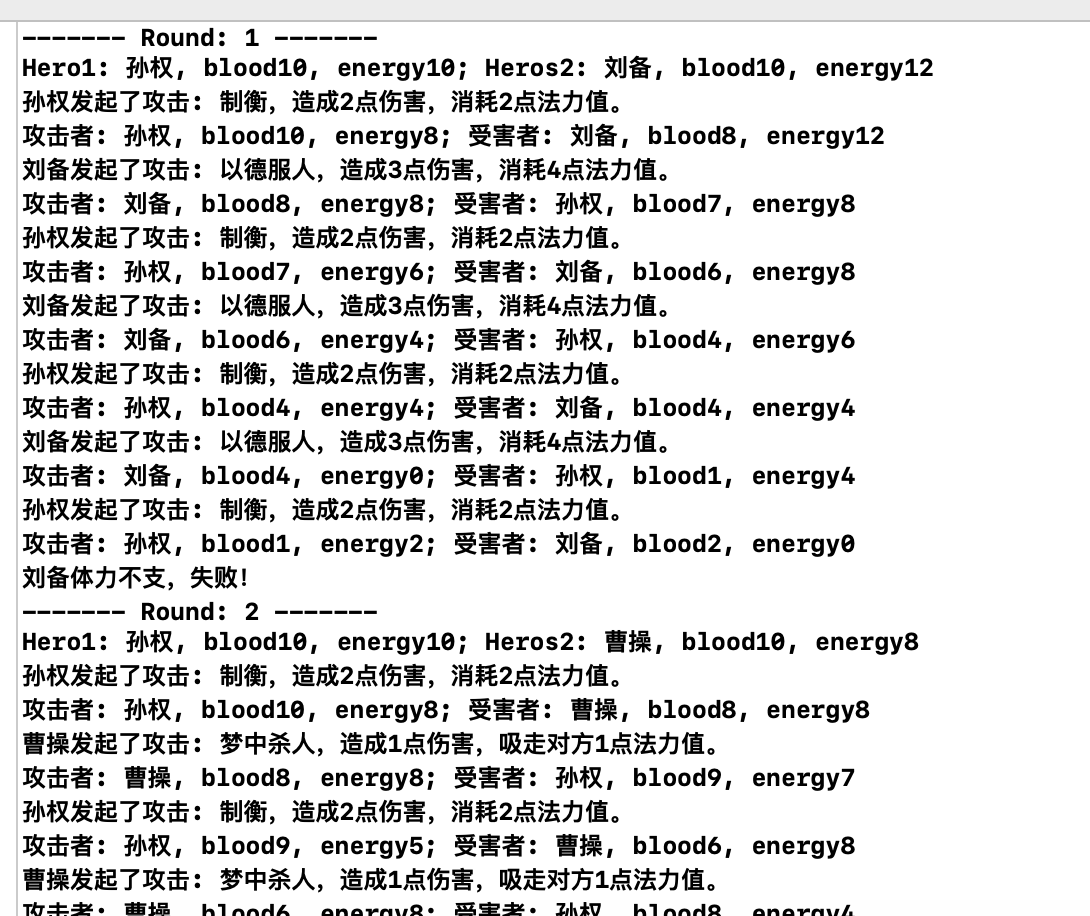 ------- Round: 1 -------
Hero1: 孙权, blood10, energy10; Heros2: 刘备, blood10, energy12
孙权发起了攻击: 制衡，造成2点伤害，消耗2点法力值。
攻击者: 孙权, blood10, energy8; 受害者: 刘备, blood8, energy12
刘备发起了攻击: 以德服人，造成3点伤害，消耗4点法力值。
攻击者: 刘备, blood8, energy8; 受害者: 孙权, blood7, energy8
孙权发起了攻击: 制衡，造成2点伤害，消耗2点法力值。
攻击者: 孙权, blood7, energy6; 受害者: 刘备, blood6, energy8
刘备发起了攻击: 以德服人，造成3点伤害，消耗4点法力值。
攻击者: 刘备, blood6, energy4; 受害者: 孙权, blood4, energy6
孙权发起了攻击: 制衡，造成2点伤害，消耗2点法力值。
攻击者: 孙权, blood4, energy4; 受害者: 刘备, blood4, energy4
刘备发起了攻击: 以德服人，造成3点伤害，消耗4点法力值。
攻击者: 刘备, blood4, energy0; 受害者: 孙权, blood1, energy4
孙权发起了攻击: 制衡，造成2点伤害，消耗2点法力值。
攻击者: 孙权, blood1, energy2; 受害者: 刘备, blood2, energy0
刘备体力不支，失败!
------- Round: 2 -------
Hero1: 孙权, blood10, energy10; Heros2: 曹操, blood10, energy8
孙权发起了攻击: 制衡，造成2点伤害，消耗2点法力值。
攻击者: 孙权, blood10, energy8; 受害者: 曹操, blood8, energy8
曹操发起了攻击: 梦中杀人，造成1点伤害，吸走对方1点法力值。
攻击者: 曹操, blood8, energy8; 受害者: 孙权, blood9, energy7
孙权发起了攻击: 制衡，造成2点伤害，消耗2点法力值。
攻击者: 孙权, blood9, energy5; 受害者: 曹操, blood6, energy8
曹操发起了攻击: 梦中杀人，造成1点伤害，吸走对方1点法力值。
攻击者: 曹操, blood6, energy8; 受害者: 孙权, blood8, energy4